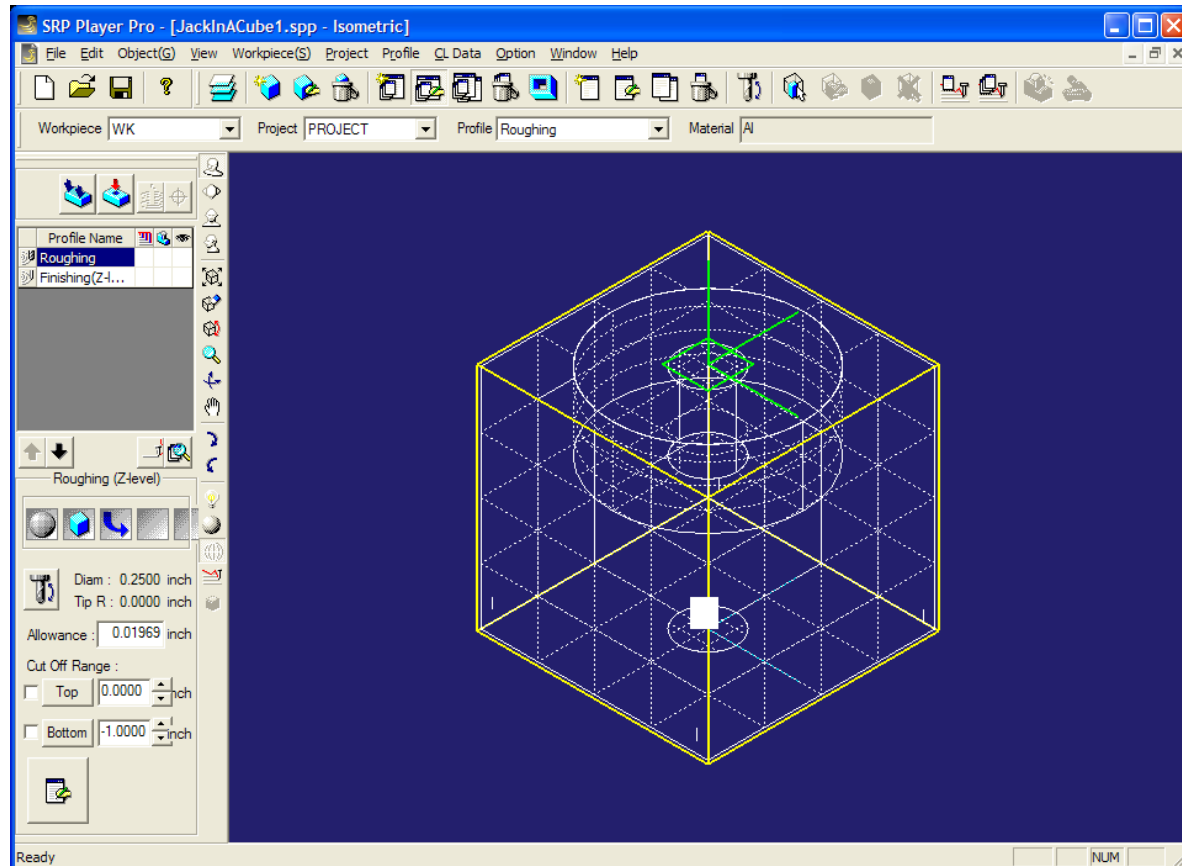 SRP Player Pro - [JackInACube1.spp - Isometric]
File Edit Object(G) View Workpiece(S) Project Profile CL Data Option Window Help
Workpiece WK Project PROJECT Profile Roughing Material Al
Profile Name
Roughing
Finishing(Z-l...
Roughing (Z-level)
Diam : 0.2500 inch
Tip R : 0.0000 inch
Allowance : 0.01969 inch
Cut Off Range :
Top 0.0000 nch
Bottom -1.0000 inch
Ready NUM